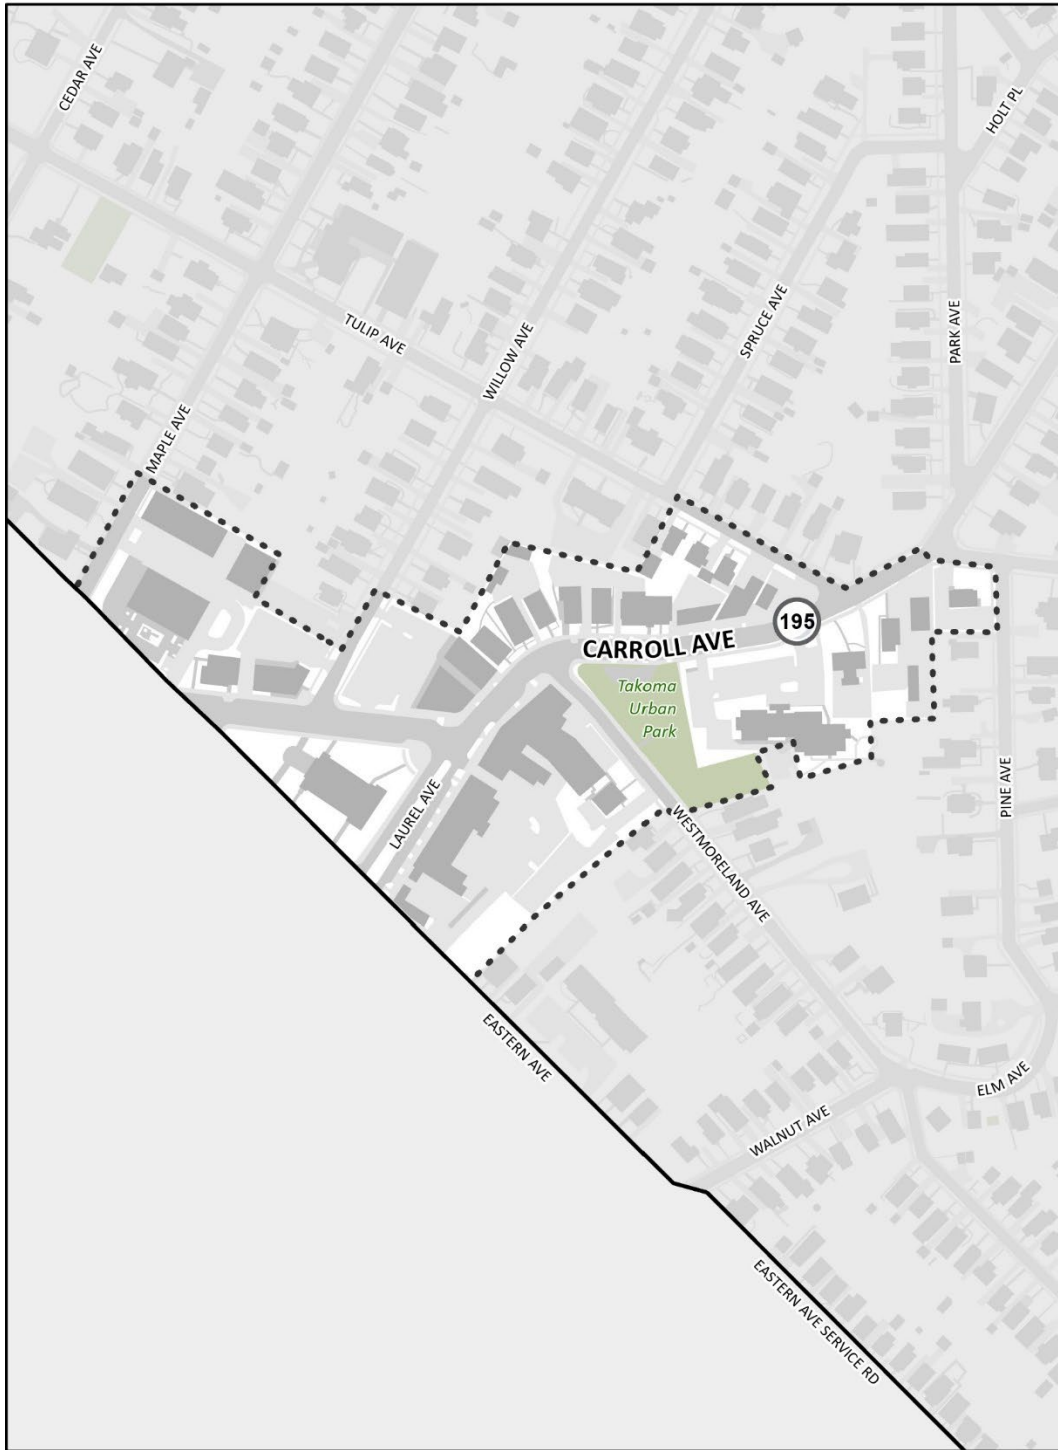 CEDAR AVE
HOLT PL
TULIP AVE
WILLOW AVE
SPRUCE AVE
PARK AVE
MAPLE AVE
195
CARROLL AVE
Takoma
Urban
Park
LAUREL AVE
PINE AVE
WESTMORELAND AVE
EASTERN AVE
ELM AVE
WALNUT AVE
EASTERN AVE SERVICE RD